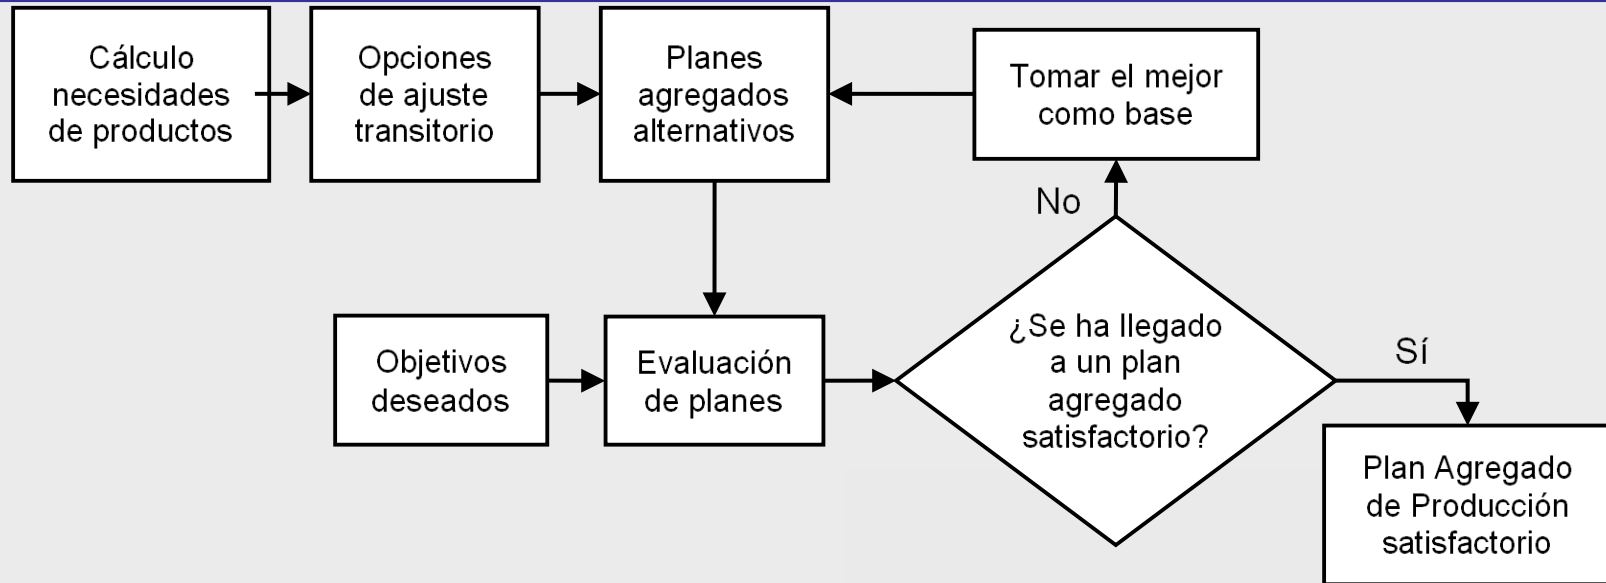 Cálculo
necesidades
de productos
Opciones
de ajuste
transitorio
Planes
agregados
alternativos
Tomar el mejor
como base
No
Objetivos
deseados
Evaluación
de planes
¿Se ha llegado
a un plan
agregado
satisfactorio?
Sí
Plan Agregado
de Producción
satisfactorio